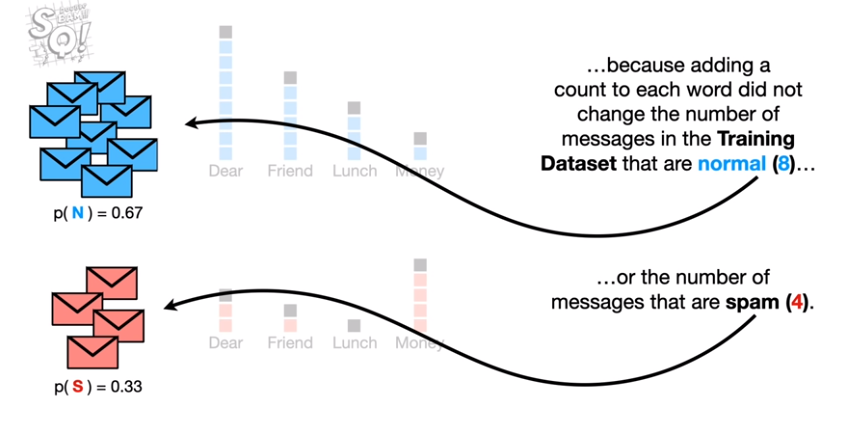 SQ!
…because adding a
count to each word did not
change the number of
messages in the Training
Dataset that are normal (8)…
Dear Friend Lunch Money
p( N ) = 0.67
…or the number of
messages that are spam (4).
Dear Friend Lunch Money
p( S ) = 0.33